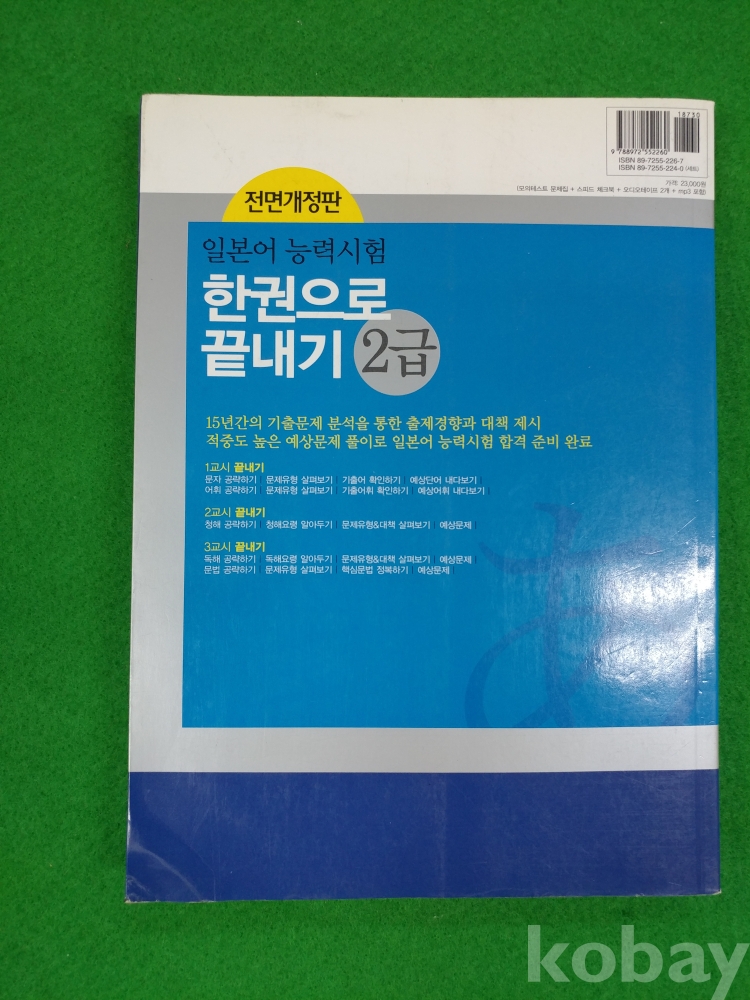 18730
9 788972 552260
ISBN 89-7255-226-7
ISBN 89-7255-224-0 (세트)
가격 23,000원
(모의테스트 문제집 + 스피드 체크북 + 오디오테이프 2개 + mp3 포함)
전면개정판
일본어 능력시험
한권으로
끝내기 2급
15년간의 기출문제 분석을 통한 출제경향과 대책 제시
적중도 높은 예상문제 풀이로 일본어 능력시험 합격 준비 완료
1교시 끝내기
문자 공략하기 | 문제유형 살펴보기 | 기출어 확인하기 | 예상단어 내다보기 |
어휘 공략하기 | 문제유형 살펴보기 | 기출어휘 확인하기 | 예상어휘 내다보기 |
2교시 끝내기
청해 공략하기 | 청해요령 알아두기 | 문제유형&대책 살펴보기 | 예상문제 |
3교시 끝내기
독해 공략하기 | 독해요령 알아두기 | 문제유형&대책 살펴보기 | 예상문제 |
문법 공략하기 | 문제유형 살펴보기 | 핵심문법 정복하기 | 예상문제
kobay